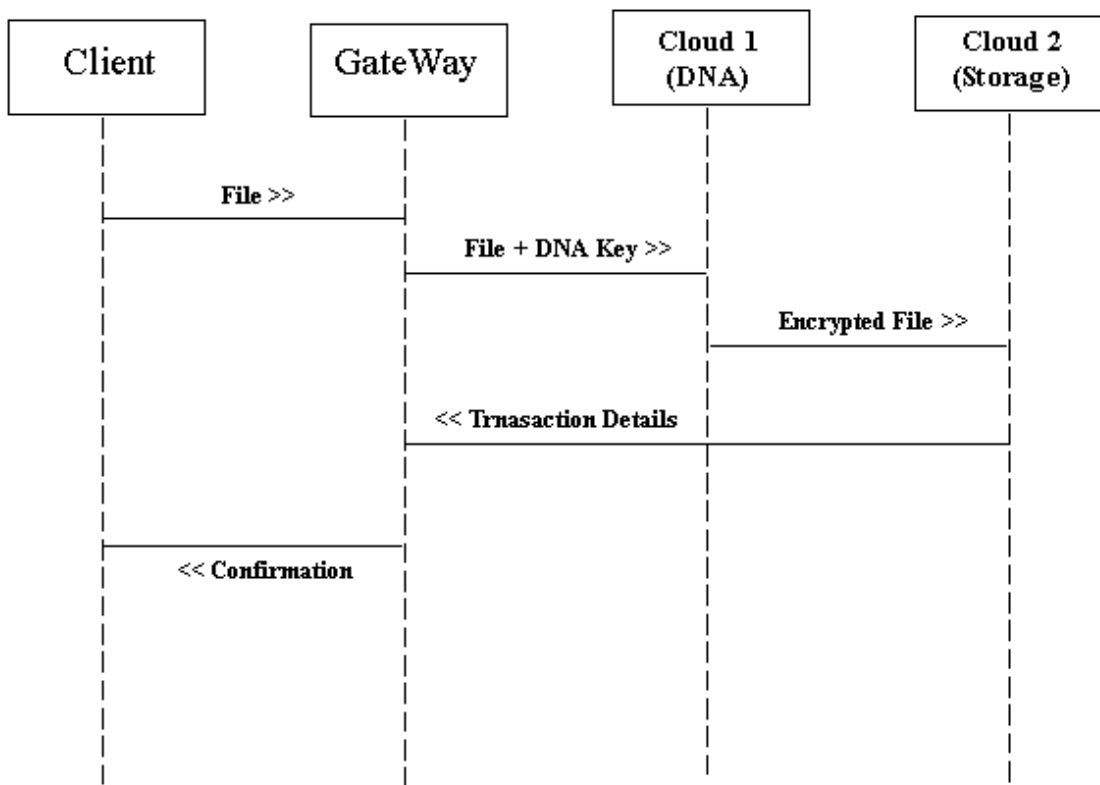 Client
GateWay
Cloud 1
(DNA)
Cloud 2
(Storage)
File >>
File + DNA Key >>
Encrypted File >>
<< Trnasaction Details
<< Confirmation